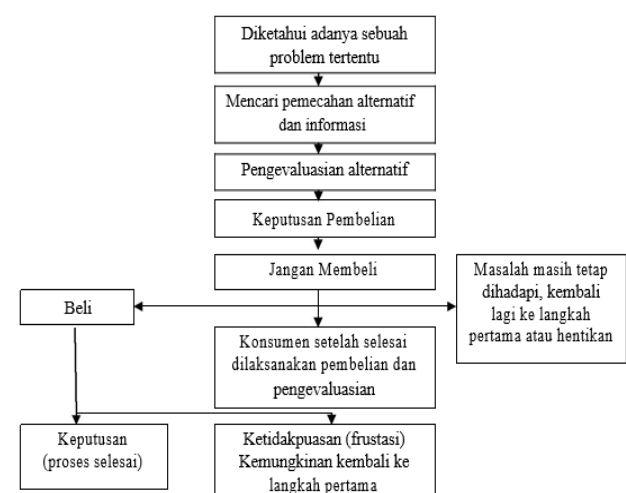 Diketahui adanya sebuah
problem tertentu
Mencari pemecahan alternatif
dan informasi
Pengevaluasian alternatif
Keputusan Pembelian
Jangan Membeli
Masalah masih tetap
dihadapi, kembali
lagi ke langkah
pertama atau hentikan
Beli
Konsumen setelah selesai
dilaksanakan pembelian dan
pengevaluasian
Keputusan
(proses selesai)
Ketidakpuasan (frustasi)
Kemungkinan kembali ke
langkah pertama